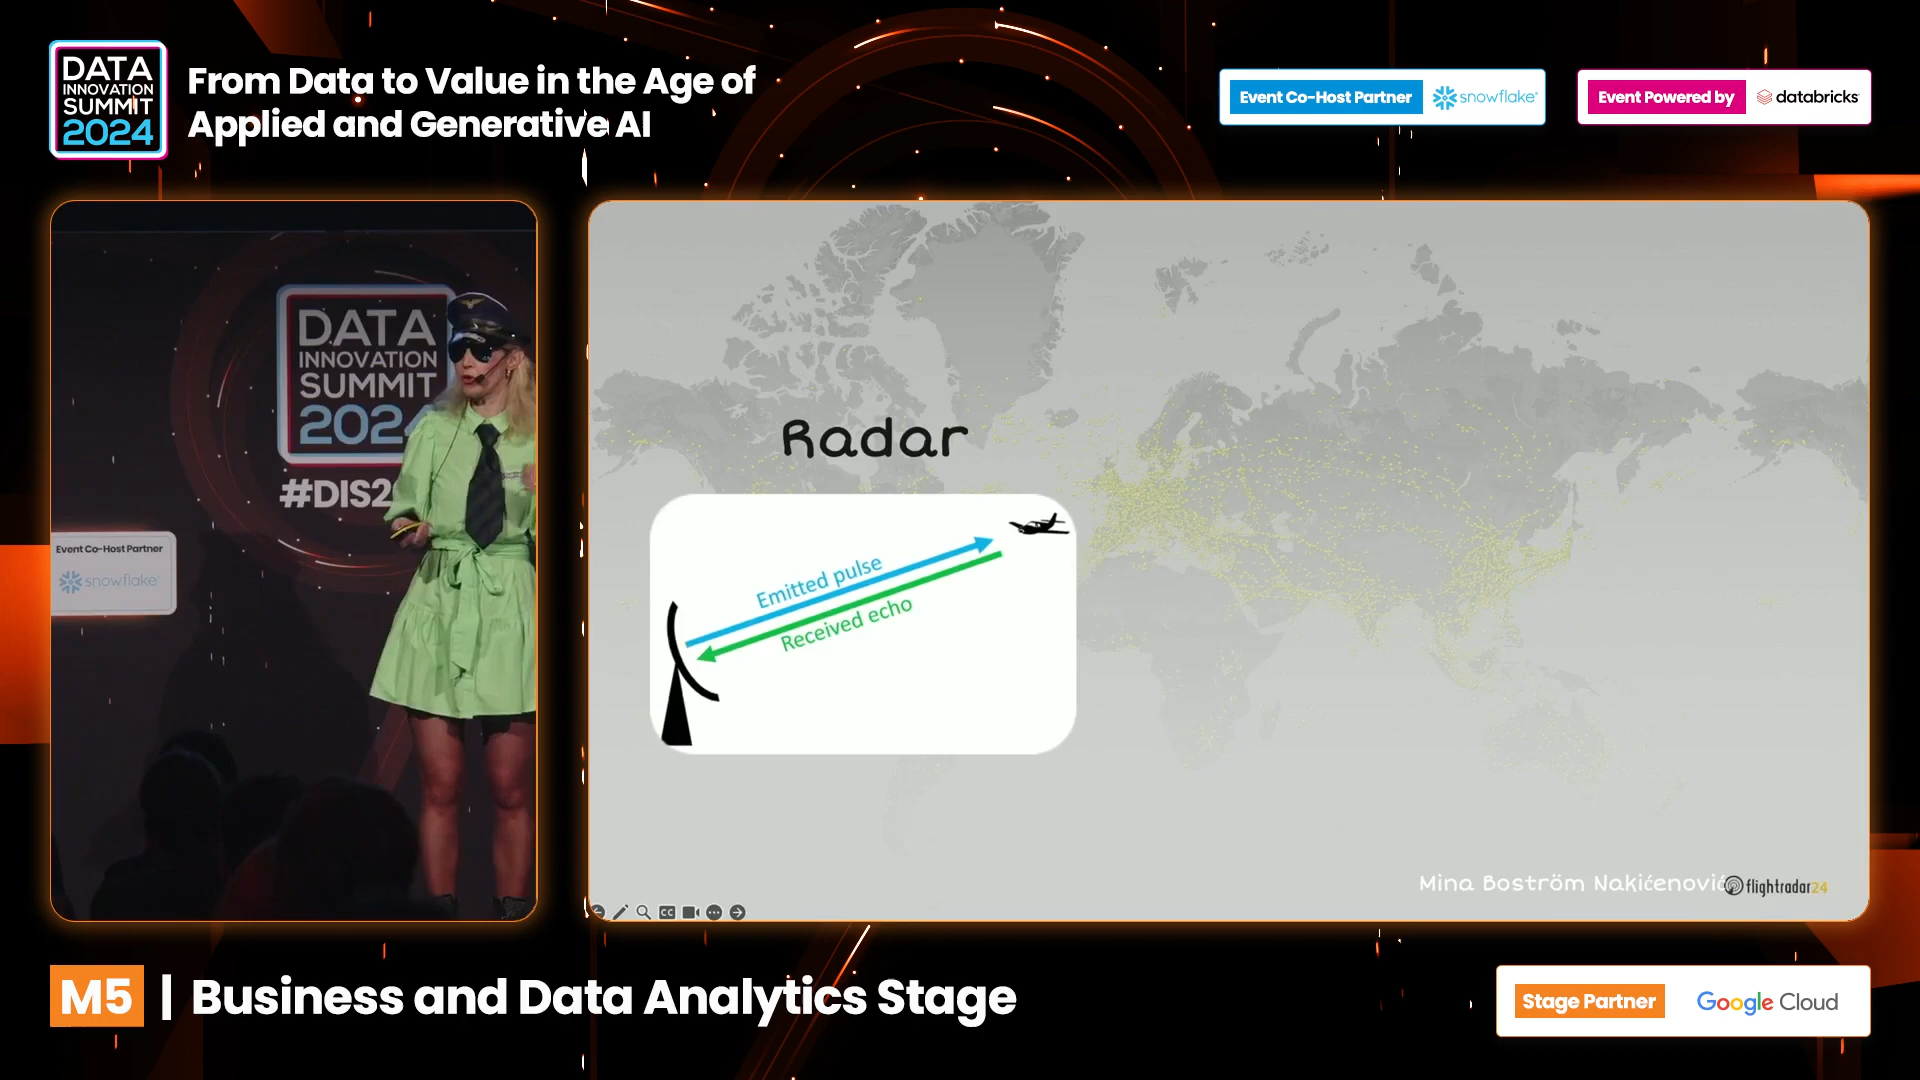 DATA
INNOVATION
SUMMIT
2024
From Data to Value in the Age of
Applied and Generative AI
Event Co-Host Partner
snowflake
Event Powered by
databricks
DATA
INNOVATION
SUMMIT
202
#DIS2
Event Co-Host Partner
snowflake
Radar
Emitted pulse
Received echo
Mina Boström Nakićenović
flightradar24
CC
M5 | Business and Data Analytics Stage
Stage Partner
Google Cloud